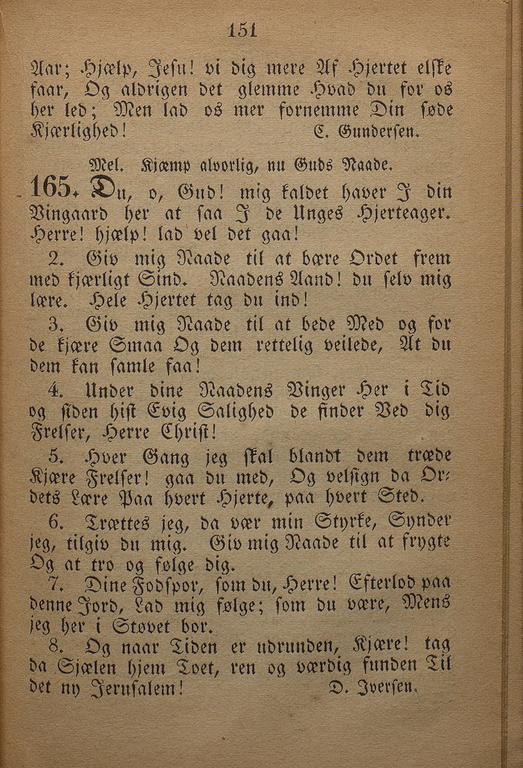 151
Aar; Hjælp, Jesu! vi dig mere Af Hjertet elske
faar, Og aldrigen det glemme Hvad du for os
her led; Men lad os mer fornemme Din søde
Kjærlighed! C. Gundersen.
Mel. Kjæmp alvorlig, nu Guds Naade.
165. Du, o, Gud! mig kaldet haver I din
Vingaard her at saa I de Unges Hjerteager.
Herre! hjælp! lad vel det gaa!
2. Giv mig Naade til at bære Ordet frem
med kjærligt Sind. Naadens Aand! du selv mig
lære. Hele Hjertet tag du ind!
3. Giv mig Naade til at bede Med og for
de kjære Smaa Og dem rettelig veilede, At du
dem kan samle faa!
4. Under dine Naadens Vinger Her i Tid
og siden hist Evig Salighed de finder Ved dig
Frelser, Herre Christ!
5. Hver Gang jeg skal blandt dem træde
Kjære Frelser! gaa du med, Og velsign da Or-
dets Lære Paa hvert Hjerte, paa hvert Sted.
6. Trættes jeg, da vær min Styrke, Synder
jeg, tilgiv du mig. Giv mig Naade til at frygte
Og at tro og følge dig.
7. Dine Fodspor, som du, Herre! Efterlod paa
denne Jord, Lad mig følge; som du være, Mens
jeg her i Støvet bor.
8. Og naar Tiden er udrunden, Kjære! tag
da Sjælen hjem Toet, ren og værdig funden Til
det ny Jerusalem! D. Iversen.